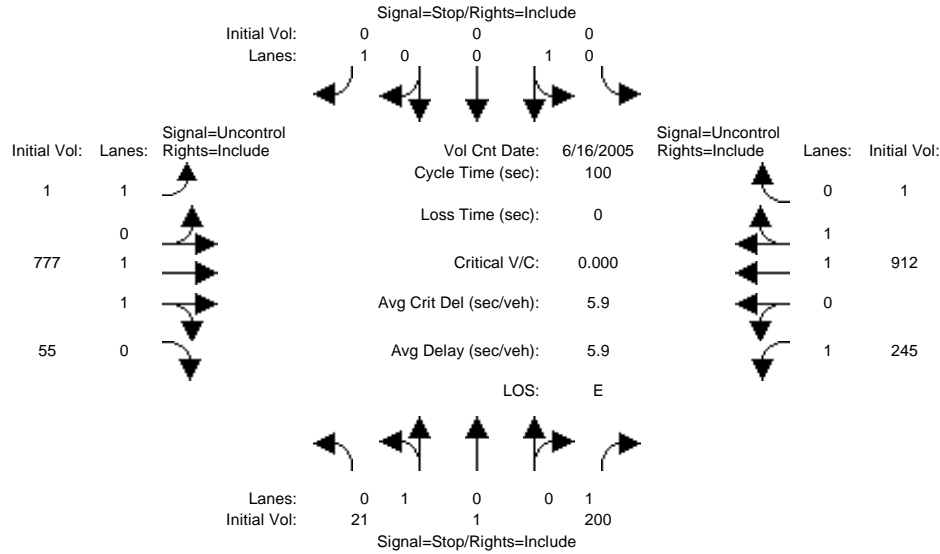 Signal=Stop/Rights=Include
Initial Vol: 0 0 0
Lanes: 1 0 0 1 0
Signal=Uncontrol
Initial Vol: Lanes: Rights=Include
Vol Cnt Date: 6/16/2005
Signal=Uncontrol
Rights=Include Lanes: Initial Vol:
Cycle Time (sec): 100
1 1
0 1
Loss Time (sec): 0
0
1
777 1
Critical V/C: 0.000
1 912
1
Avg Crit Del (sec/veh): 5.9
0
55 0
Avg Delay (sec/veh): 5.9
1 245
LOS: E
Lanes: 0 1 0 0 1
Initial Vol: 21 1 200
Signal=Stop/Rights=Include